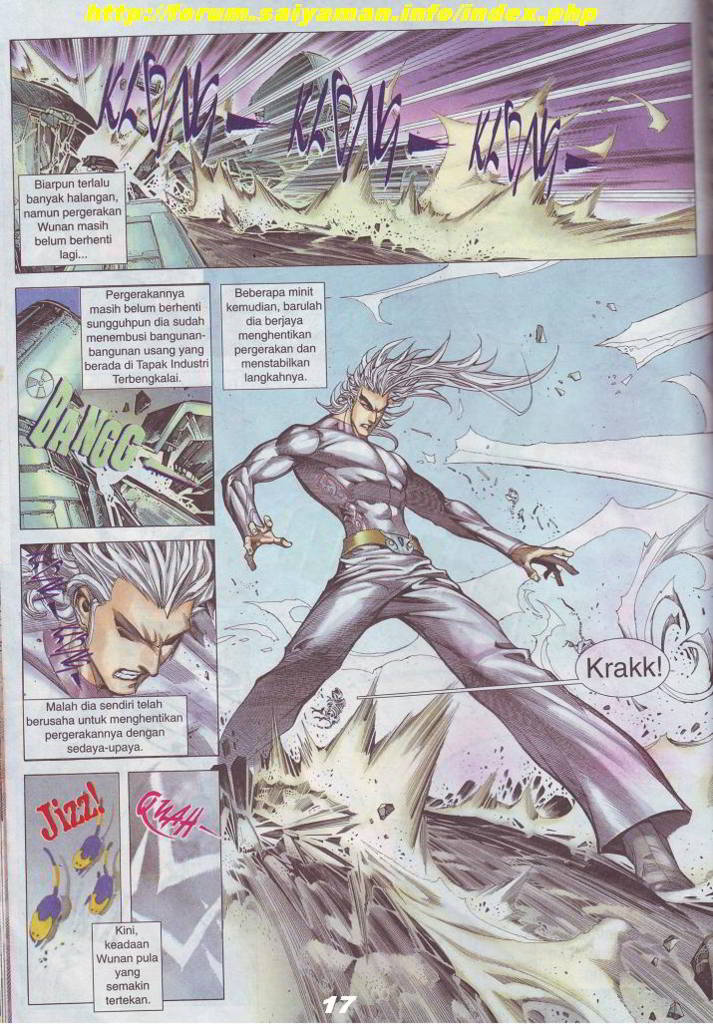 http://forum.saiyaman.info/index.php
KLONG
KLONG
KLONG
Biarpun terlalu
banyak halangan,
namun pergerakan
Wunan masih
belum berhenti
lagi...
Pergerakannya
masih belum berhenti
sungguhpun dia sudah
menembusi bangunan-
bangunan usang yang
berada di Tapak Industri
Terbengkalai.
BANGG
Beberapa minit
kemudian, barulah
dia berjaya
menghentikan
pergerakan dan
menstabilkan
langkahnya.
Malah dia sendiri telah
berusaha untuk menghentikan
pergerakannya dengan
sedaya-upaya.
Krakk!
Jizz!
Kini,
keadaan
Wunan pula
yang
semakin
tertekan.
17